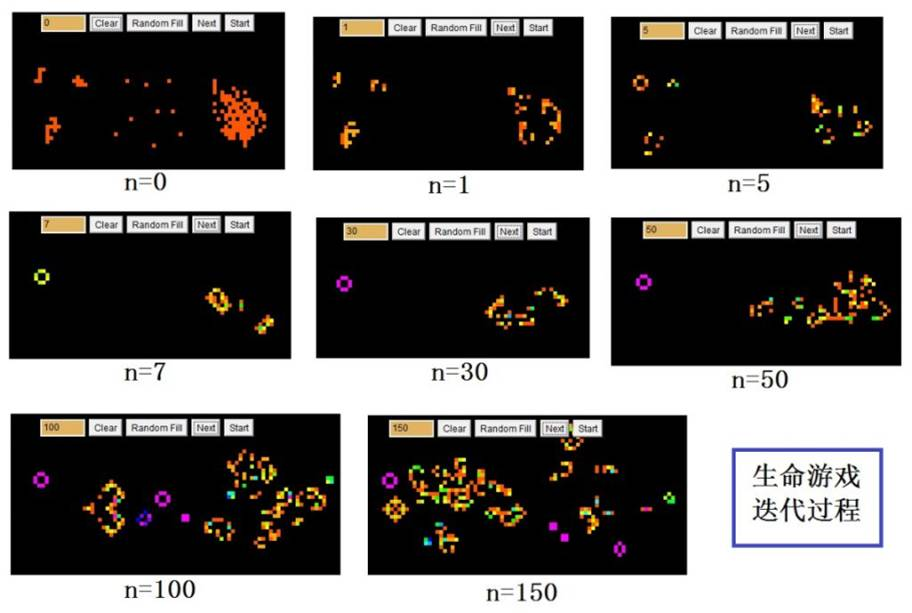 0 Clear Random Fill Next Start
1 Clear Random Fill Next Start
5 Clear Random Fill Next Start
n=0
n=1
n=5
7 Clear Random Fill Next Start
30 Clear Random Fill Next Start
50 Clear Random Fill Next Start
n=7
n=30
n=50
100 Clear Random Fill Next Start
150 Clear Random Fill Next Start
生命游戏
迭代过程
n=100
n=150